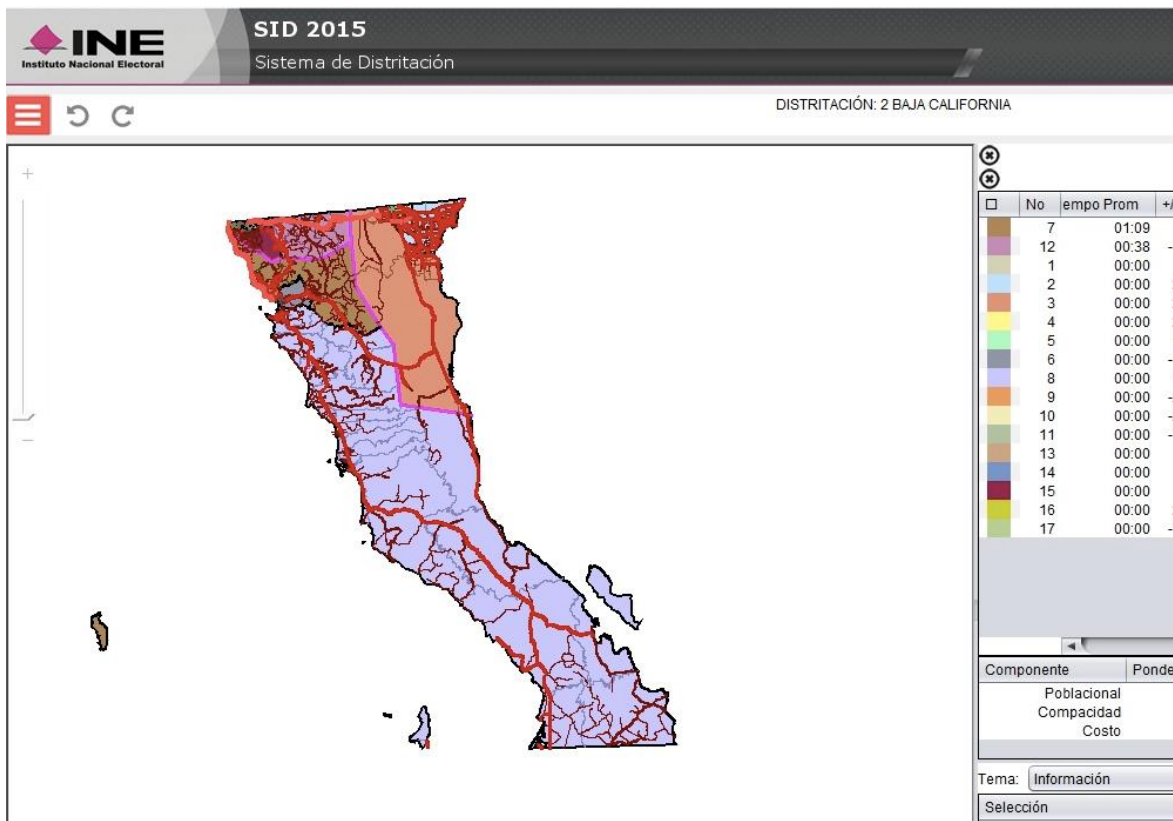 INE
Instituto Nacional Electoral
SID 2015
Sistema de Distritación
DISTRITACIÓN: 2 BAJA CALIFORNIA
No empo Prom +/
7 01:09
12 00:38 -
1 00:00
2 00:00
3 00:00
4 00:00
5 00:00
6 00:00 -
8 00:00
9 00:00 -
10 00:00 -
11 00:00 -
13 00:00
14 00:00
15 00:00
16 00:00
17 00:00 -
Componente Ponde
Poblacional
Compacidad
Costo
Tema: Información
Selección